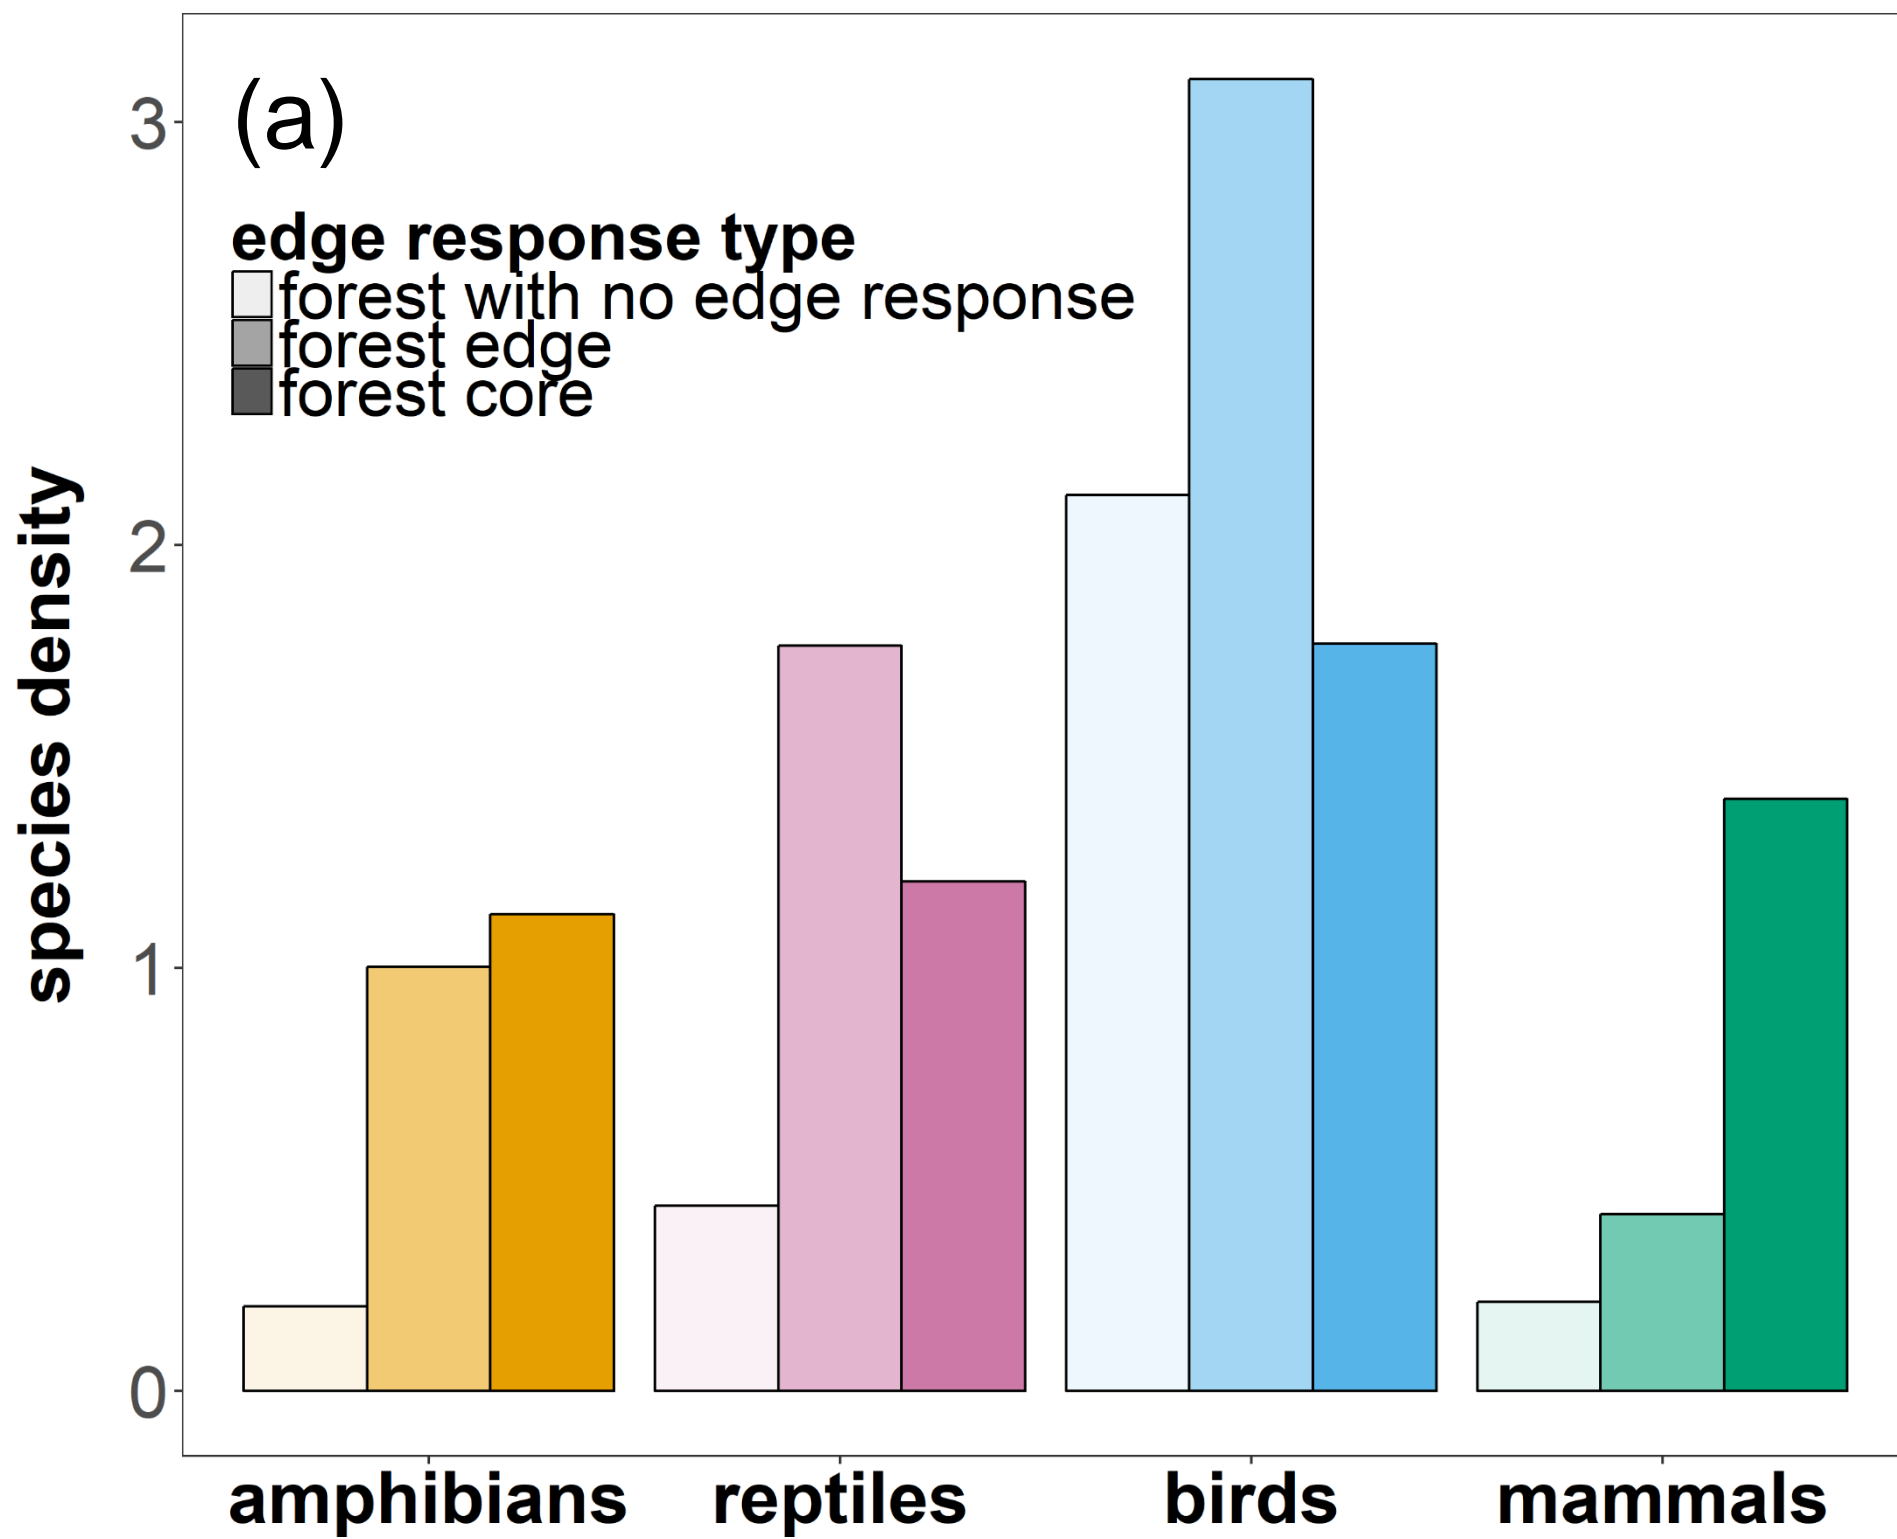 (a)
edge response type
forest with no edge response
forest edge
forest core
species density
3
2
1
0
amphibians reptiles birds mammals